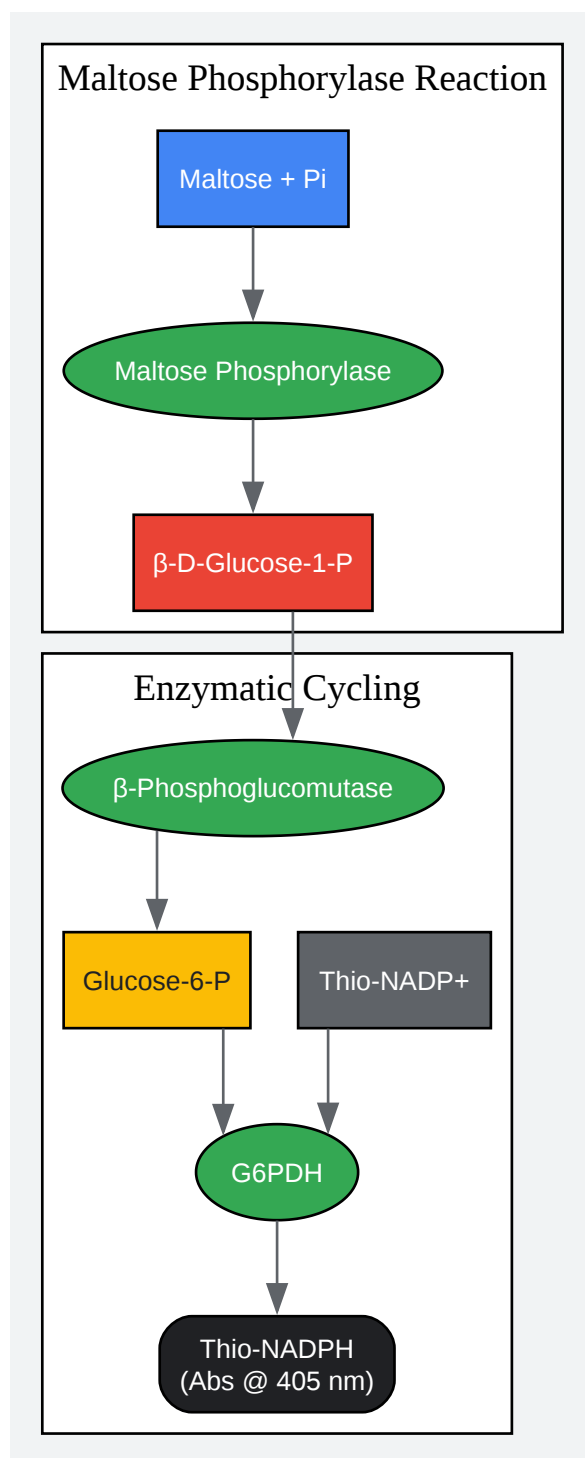 Maltose Phosphorylase Reaction
Maltose + Pi
Maltose Phosphorylase
β-D-Glucose-1-P
Enzymatic Cycling
β-Phosphoglucomutase
Glucose-6-P
Thio-NADP+
G6PDH
Thio-NADPH
(Abs @ 405 nm)